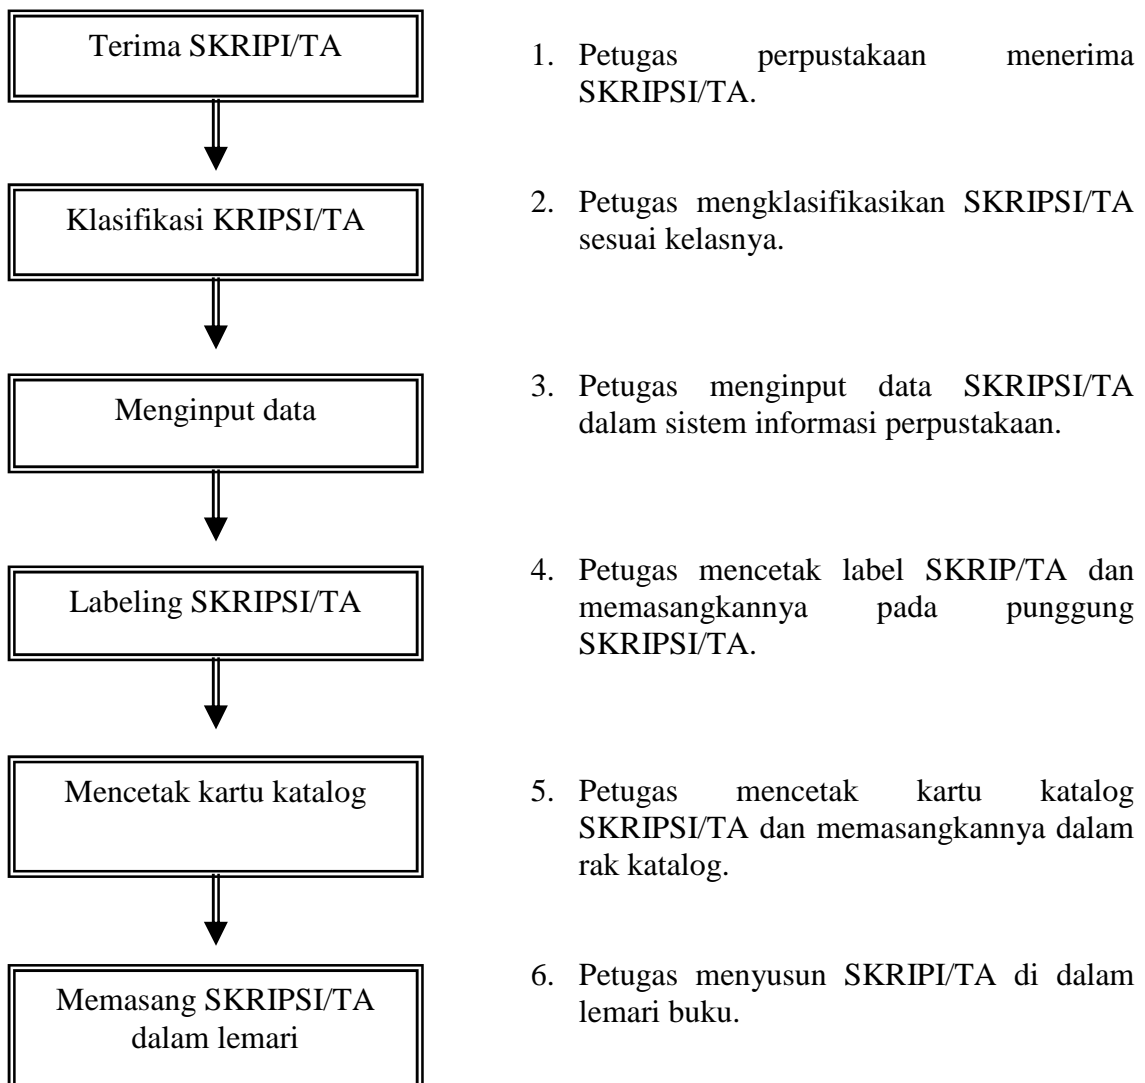 Terima SKRIPI/TA
1. Petugas perpustakaan menerima
SKRIPSI/TA.
Klasifikasi KRIPSI/TA
2. Petugas mengklasifikasikan SKRIPSI/TA
sesuai kelasnya.
Menginput data
3. Petugas menginput data SKRIPSI/TA
dalam sistem informasi perpustakaan.
Labeling SKRIPSI/TA
4. Petugas mencetak label SKRIP/TA dan
memasangkannya pada punggung
SKRIPSI/TA.
Mencetak kartu katalog
5. Petugas mencetak kartu katalog
SKRIPSI/TA dan memasangkannya dalam
rak katalog.
Memasang SKRIPSI/TA
dalam lemari
6. Petugas menyusun SKRIPI/TA di dalam
lemari buku.